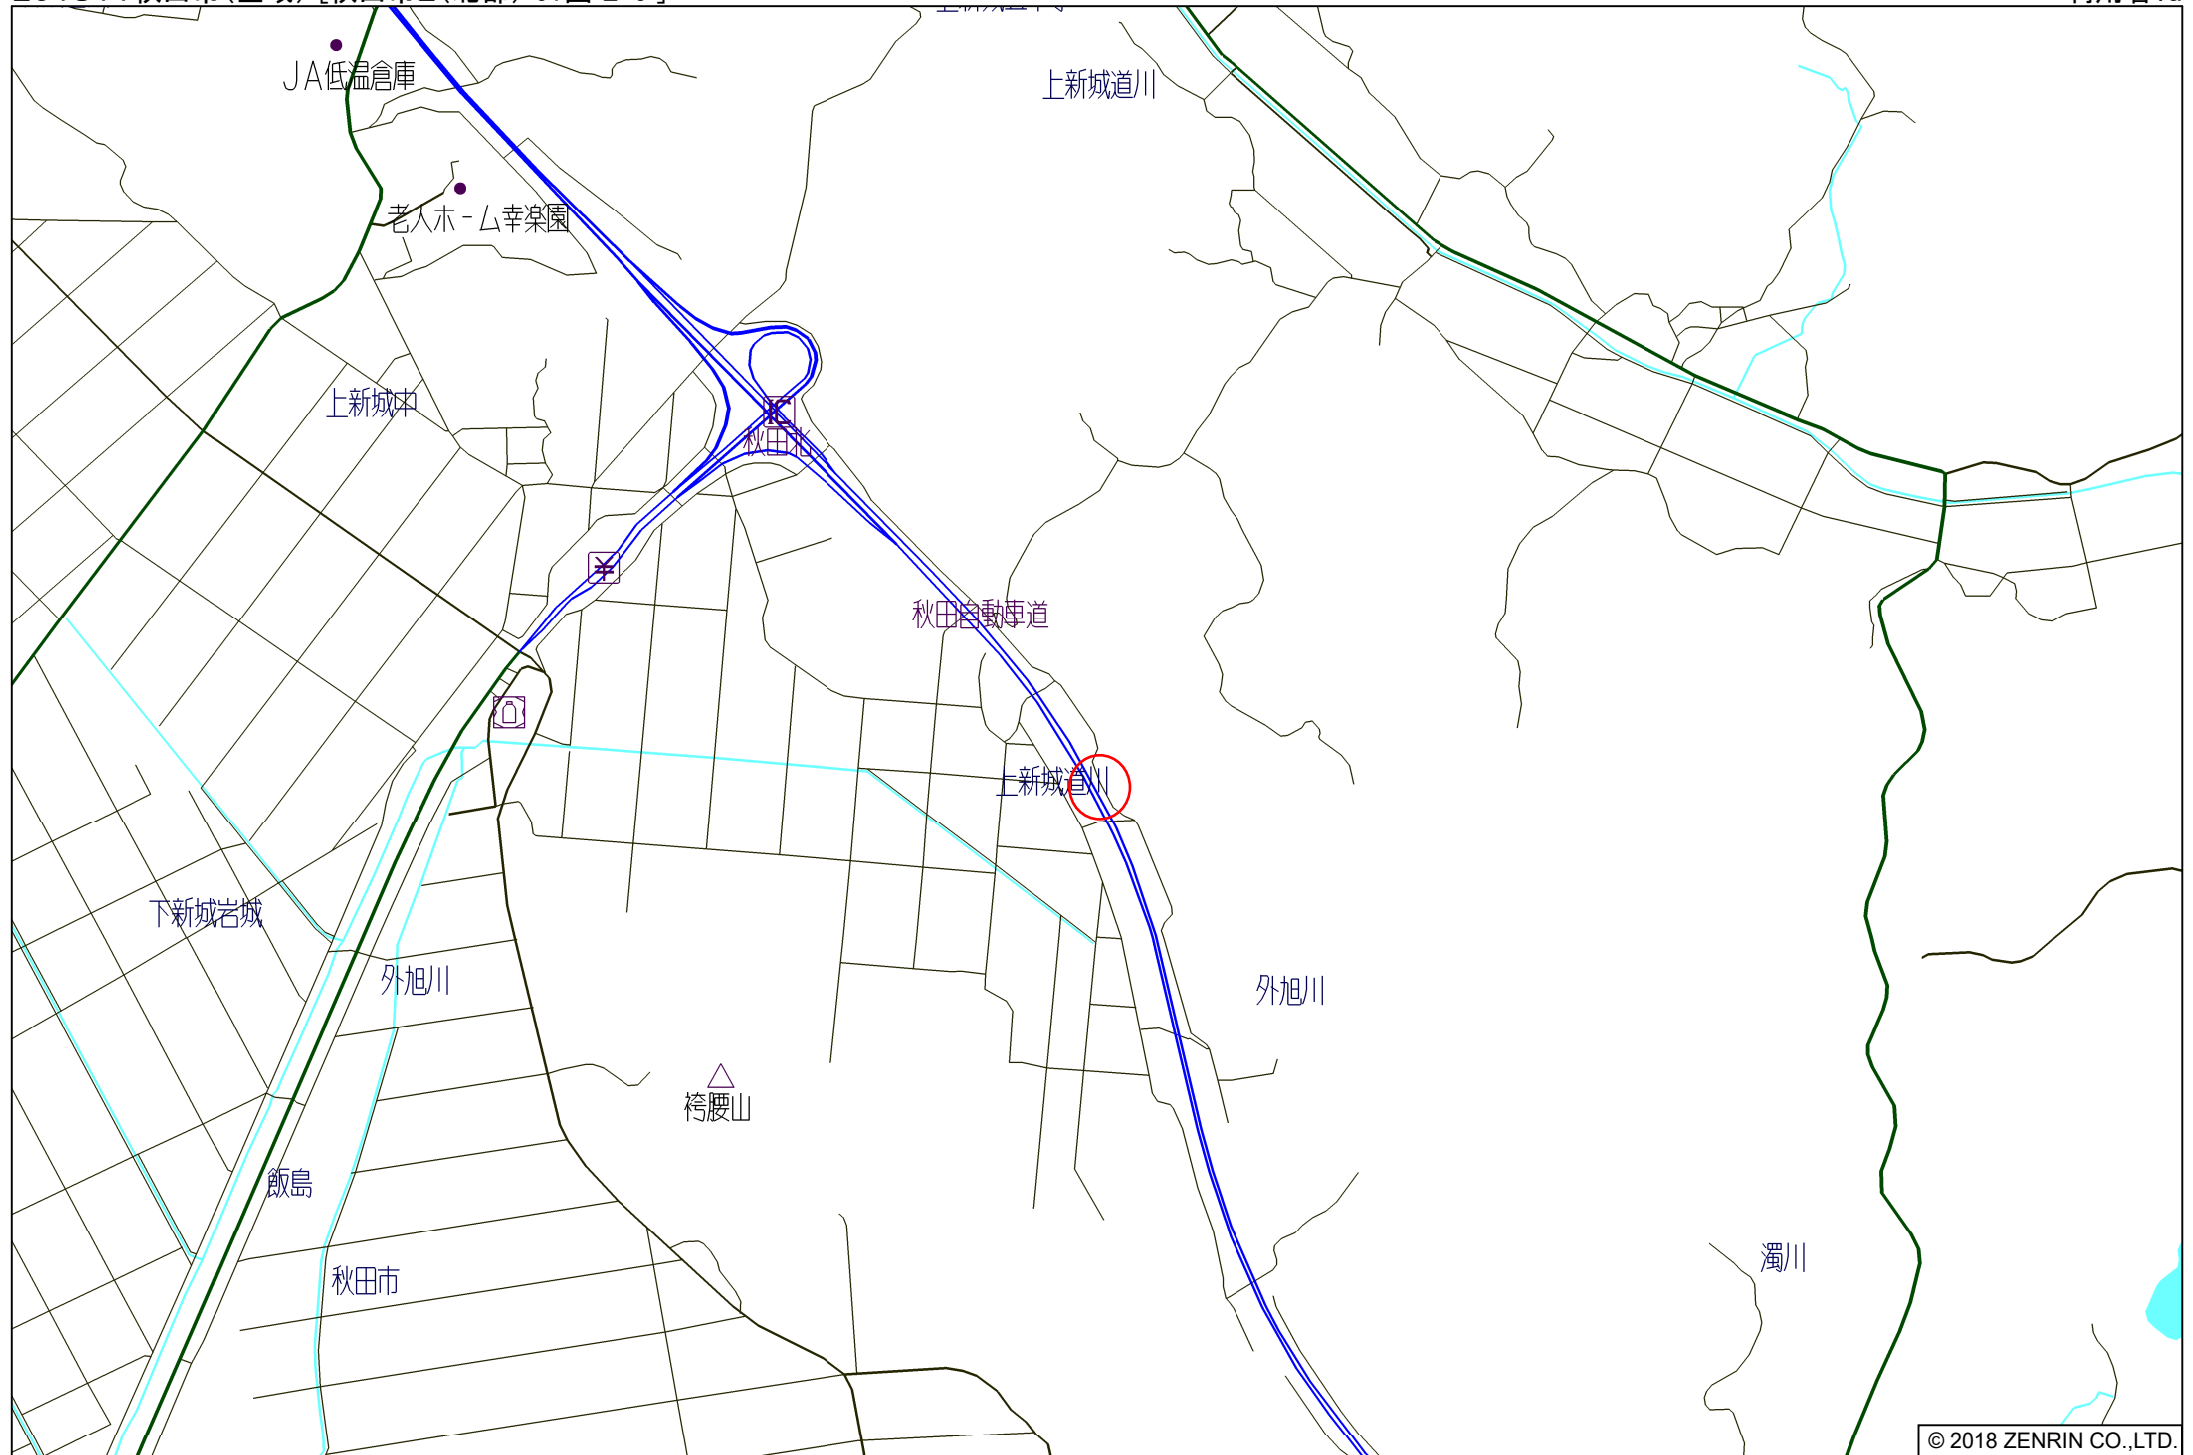 JA低温倉庫
上新城道川
老人ホーム幸楽園
上新城中
IC
秋田北
¥
秋田自動車道
上新城道川
下新城岩城
外旭川
外旭川
袴腰山
飯島
濁川
秋田市
© 2018 ZENRIN CO.,LTD.